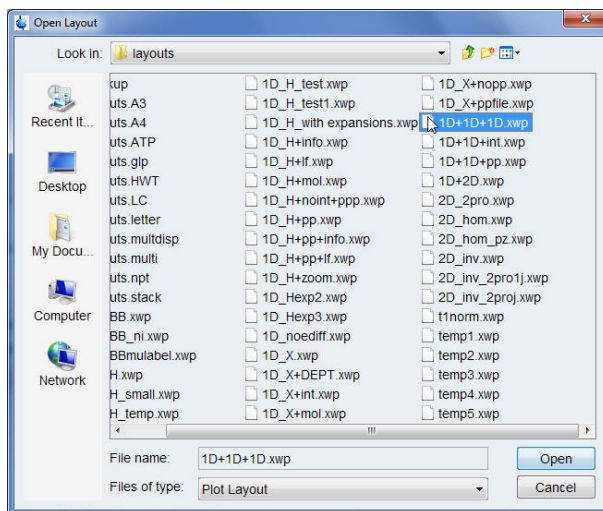 Open Layout
Look in: layouts
Recent It...
Desktop
My Docu...
Computer
Network
kup
uts.A3
uts.A4
uts.ATP
uts.glp
uts.HWT
uts.LC
uts.letter
uts.multdisp
uts.multi
uts.npt
uts.stack
BB.xwp
BB_ni.xwp
BBmulabel.xwp
H.xwp
H_small.xwp
H_temp.xwp
1D_H_test.xwp
1D_H_test1.xwp
1D_H_with expansions.xwp
1D_H+info.xwp
1D_H+lf.xwp
1D_H+mol.xwp
1D_H+noint+ppp.xwp
1D_H+pp.xwp
1D_H+pp+info.xwp
1D_H+pp+lf.xwp
1D_H+zoom.xwp
1D_Hexp2.xwp
1D_Hexp3.xwp
1D_noediff.xwp
1D_X.xwp
1D_X+DEPT.xwp
1D_X+int.xwp
1D_X+mol.xwp
1D_X+nopp.xwp
1D_X+ppfile.xwp
1D+1D+1D.xwp
1D+1D+int.xwp
1D+1D+pp.xwp
1D+2D.xwp
2D_2pro.xwp
2D_hom.xwp
2D_hom_pz.xwp
2D_inv.xwp
2D_inv_2pro1j.xwp
2D_inv_2proj.xwp
t1norm.xwp
temp1.xwp
temp2.xwp
temp3.xwp
temp4.xwp
temp5.xwp
File name: 1D+1D+1D.xwp
Open
Files of type: Plot Layout
Cancel